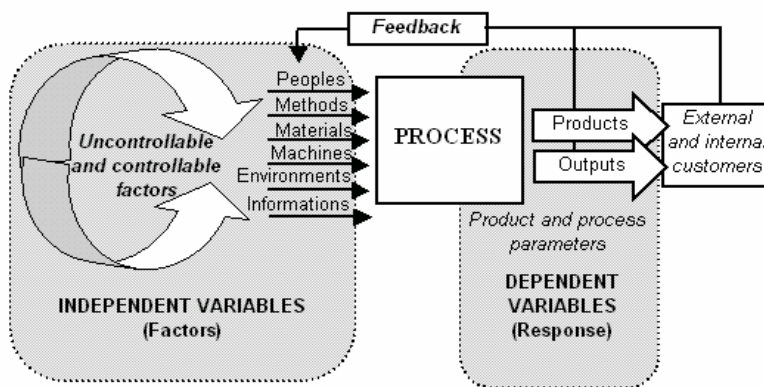 Feedback
Peoples
Methods
Materials
Machines
Environments
Informations
Uncontrollable
and controllable
factors
PROCESS
Products
Outputs
External
and internal
customers
Product and process
parameters
INDEPENDENT VARIABLES
(Factors)
DEPENDENT
VARIABLES
(Response)